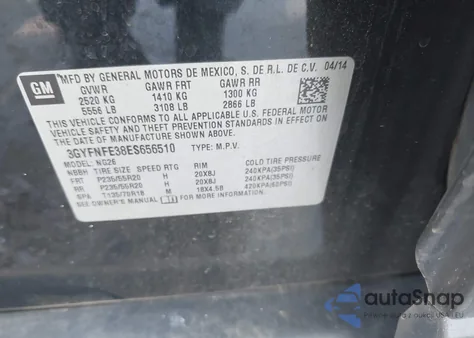 GM
MFD BY GENERAL MOTORS DE MEXICO, S. DE R.L. DE C.V. 04/14
GVWR GAWR FRT GAWR RR
2520 KG 1410 KG 1300 KG
5556 LB 3108 LB 2866 LB
THIS VEHICLE CONFORMS TO ALL APPLICABLE U.S. FEDERAL MOTOR
VEHICLE SAFETY, BUMPER, AND THEFT PREVENTION STANDARDS
IN EFFECT ON THE DATE OF MANUFACTURE SHOWN ABOVE.
3GYFNFE38ES656510 TYPE: M.P.V.
MODEL: NG26
TIRE SIZE SPEED RTG RIM COLD TIRE PRESSURE
FRT P235/55R20 H 20X8J 240KPA(35PSI)
RR P235/55R20 H 20X8J 240KPA(35PSI)
SPA T135/70R18 M 18X4.5B 420KPA(60PSI)
SEE OWNER'S MANUAL
autoSnap